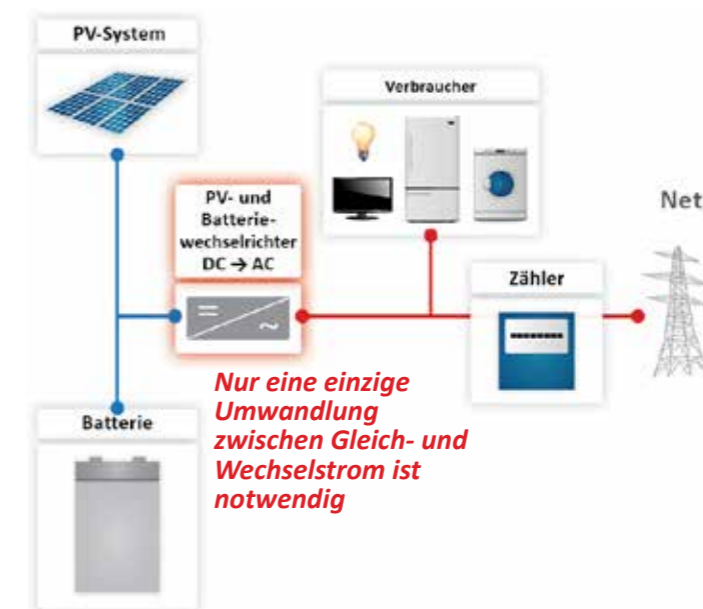 PV-System
Verbraucher
PV- und
Batterie-
wechselrichter
DC → AC
Net
Zähler
Nur eine einzige
Umwandlung
zwischen Gleich- und
Wechselstrom ist
notwendig
Batterie